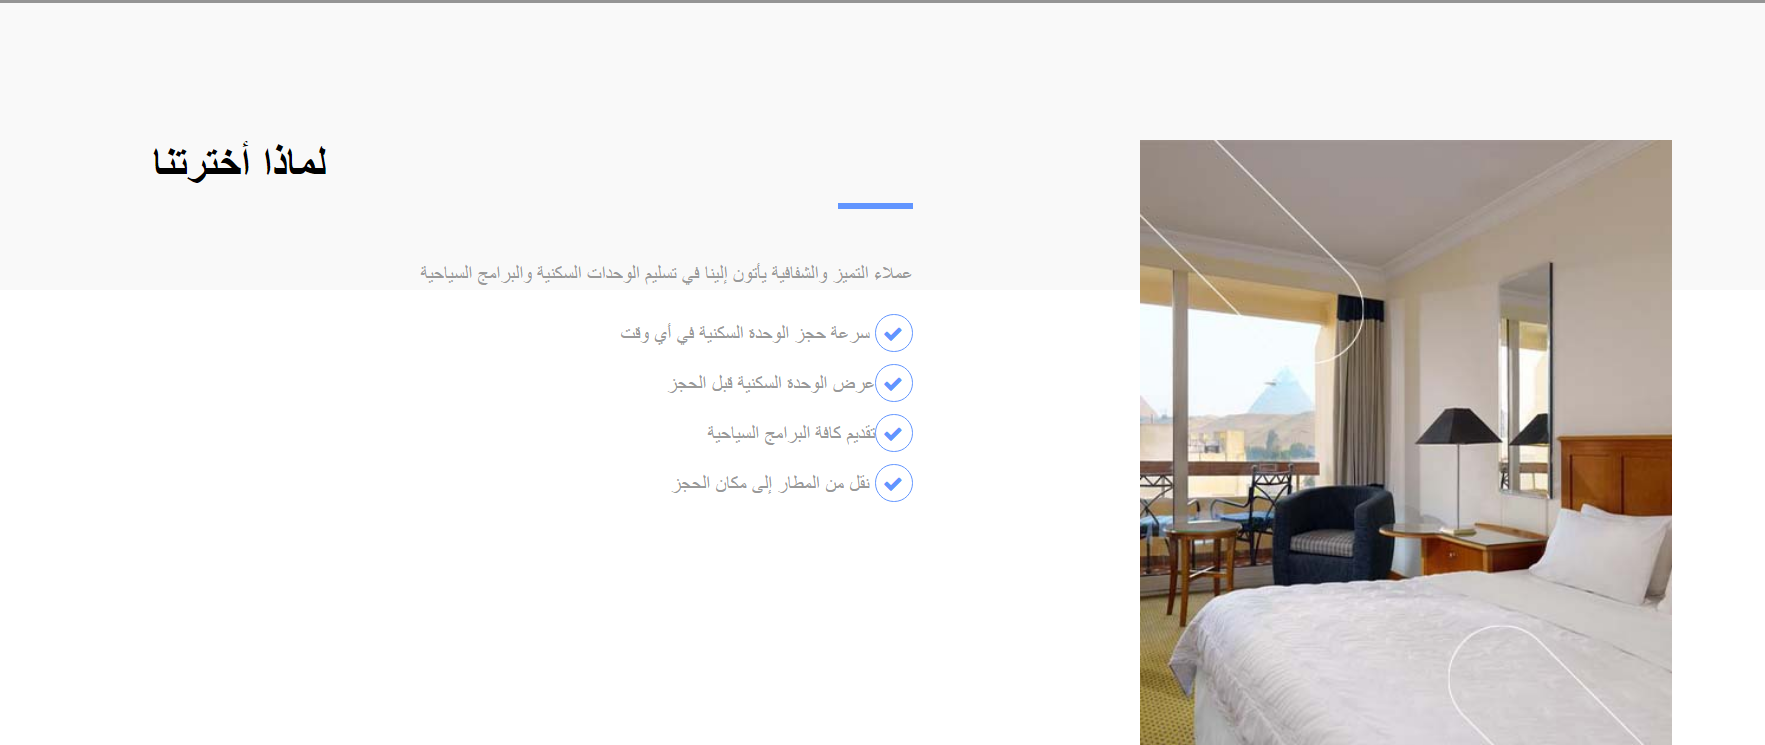 لماذا أخترتنا
عملاء التميز والشفافية يأتون إلينا في تسليم الوحدات السكنية والبرامج السياحية
سرعة حجز الوحدة السكنية في أي وقت
عرض الوحدة السكنية قبل الحجز
تقديم كافة البرامج السياحية
نقل من المطار إلى مكان الحجز